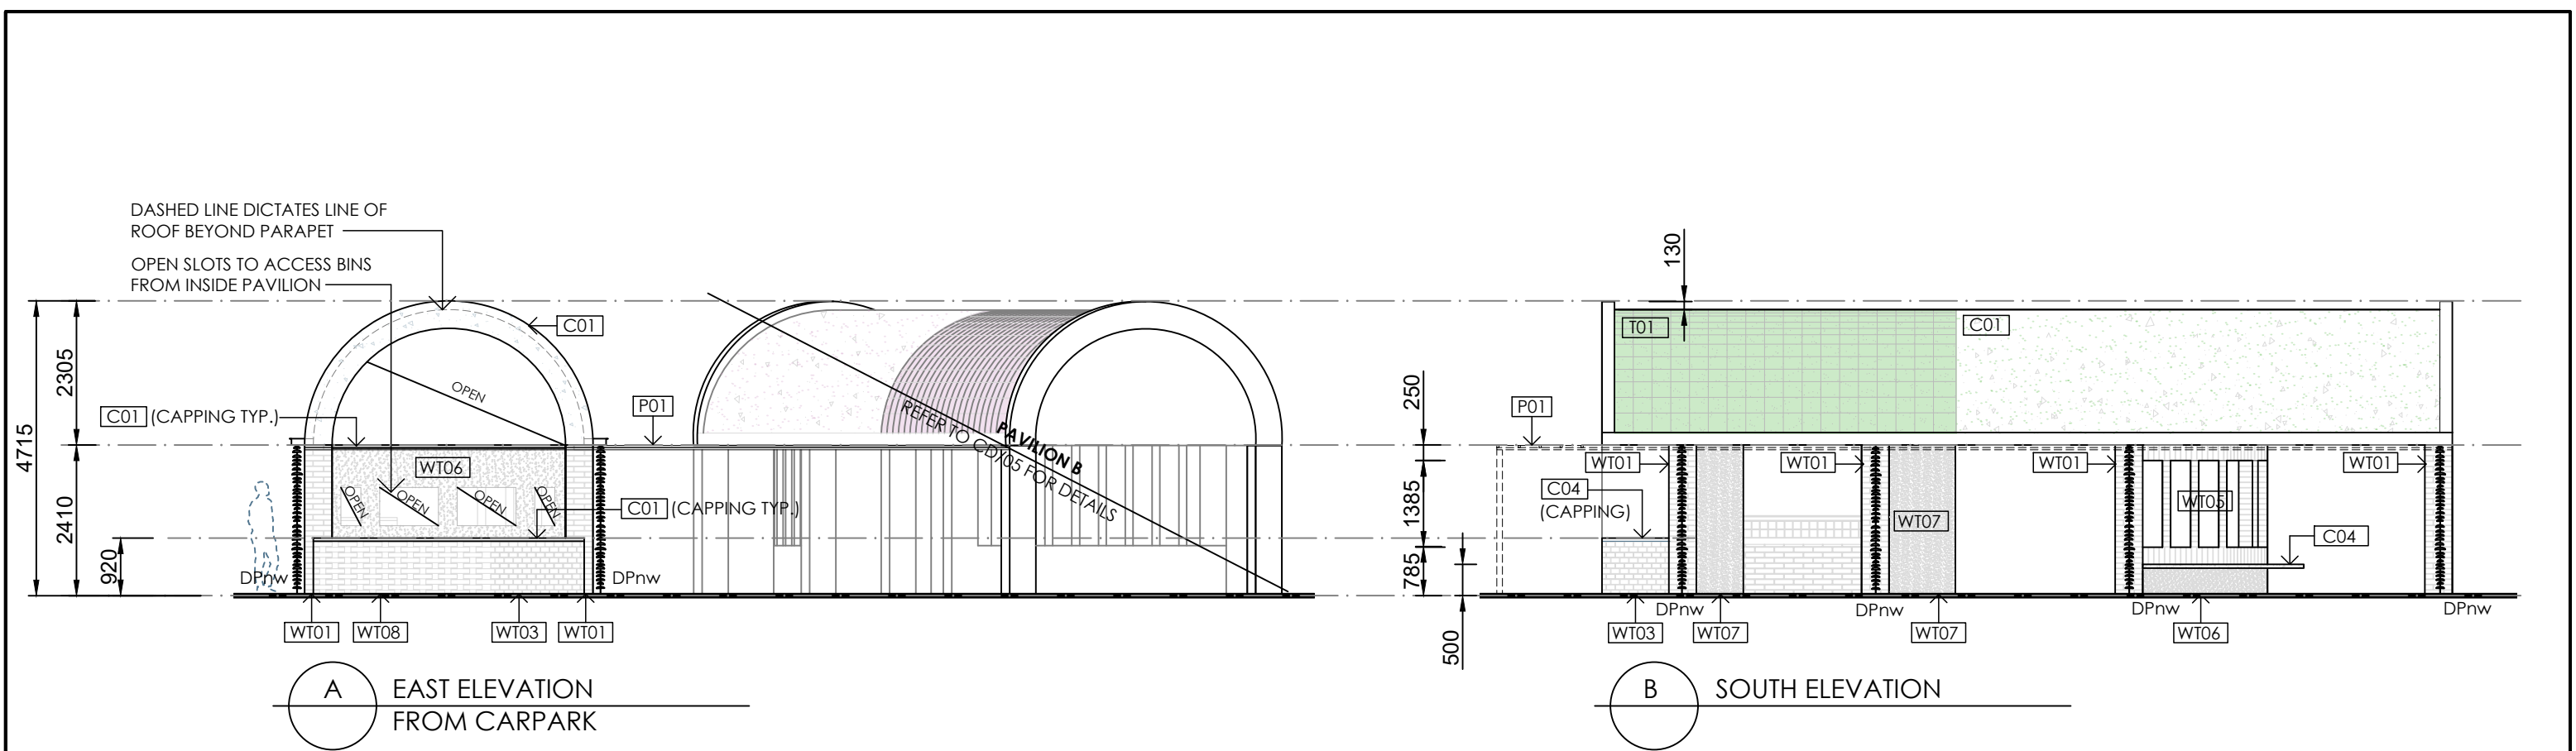 DASHED LINE DICTATES LINE OF
ROOF BEYOND PARAPET
OPEN SLOTS TO ACCESS BINS
FROM INSIDE PAVILION
C01
OPEN
C01 (CAPPING TYP.)
P01
WT06
OPEN
OPEN
OPEN
OPEN
C01 (CAPPING TYP.)
PAVILION B
REFER TO CDX05 FOR DETAILS
4715
2305
2410
920
DPnw
DPnw
WT01
WT08
WT03
WT01
A
EAST ELEVATION
FROM CARPARK
130
T01
C01
250
P01
1385
785
500
WT01
WT01
WT01
WT01
C04
(CAPPING)
WT07
WT05
C04
DPnw
DPnw
DPnw
DPnw
WT03
WT07
WT07
WT06
B
SOUTH ELEVATION